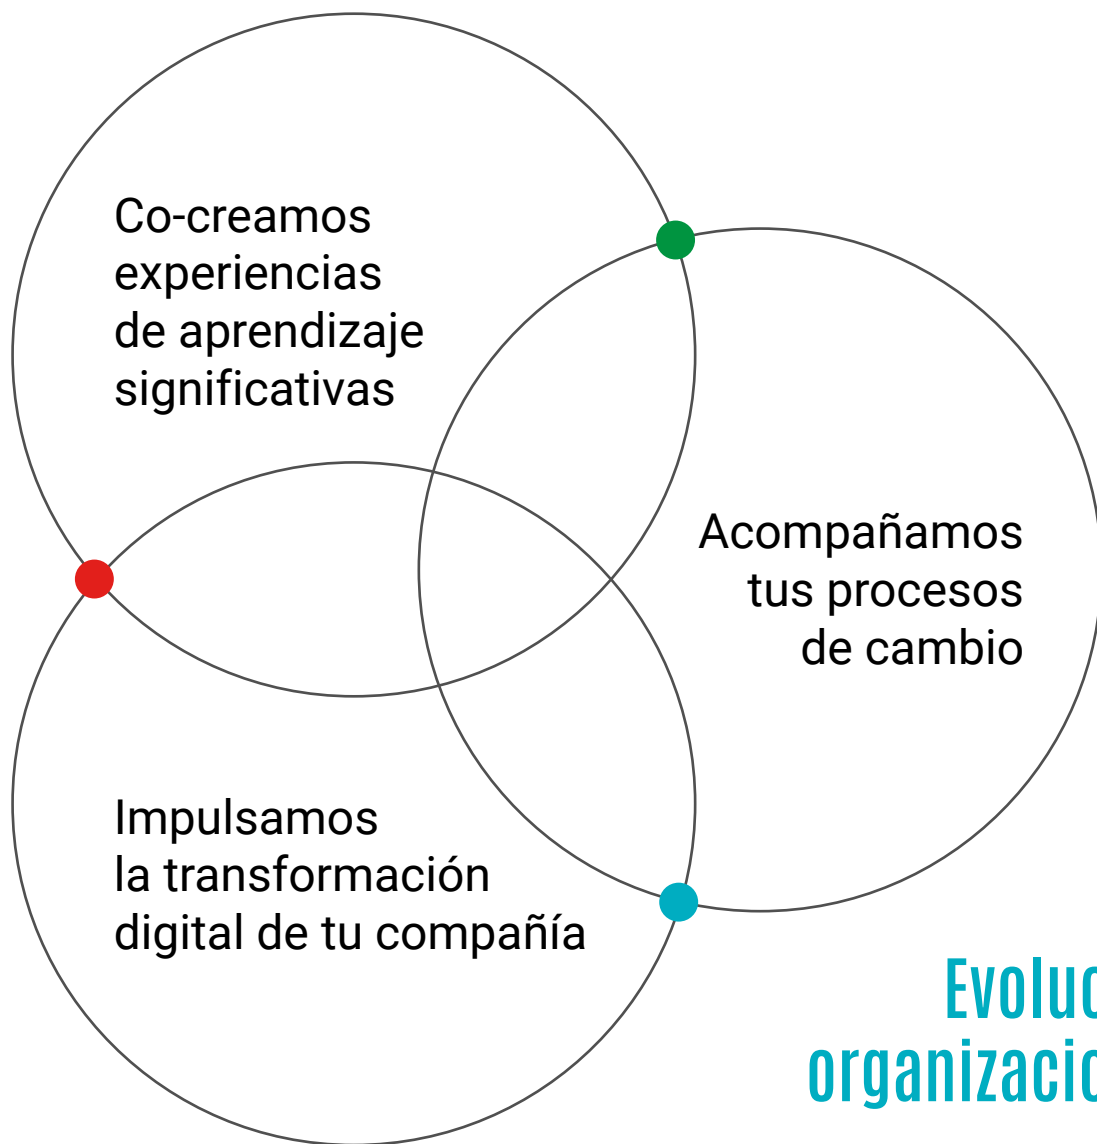 Co-creamos
experiencias
de aprendizaje
significativas
Acompañamos
tus procesos
de cambio
Impulsamos
la transformación
digital de tu compañía